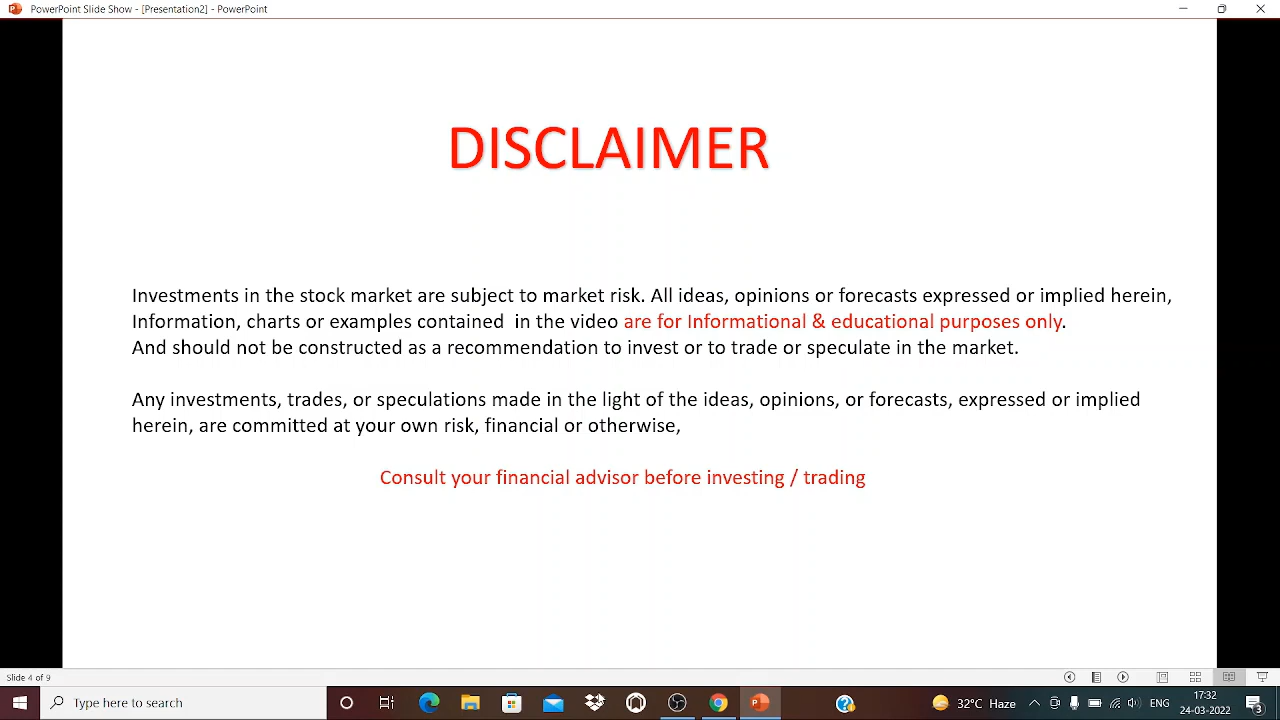 PowerPoint Slide Show - [Presentation2] - PowerPoint
DISCLAIMER
Investments in the stock market are subject to market risk. All ideas, opinions or forecasts expressed or implied herein,
Information, charts or examples contained  in the video are for Informational & educational purposes only.
And should not be constructed as a recommendation to invest or to trade or speculate in the market.
Any investments, trades, or speculations made in the light of the ideas, opinions, or forecasts, expressed or implied
herein, are committed at your own risk, financial or otherwise,
Consult your financial advisor before investing / trading
Slide 4 of 9
Type here to search
32°C Haze
ENG
17:32
24-03-2022
3